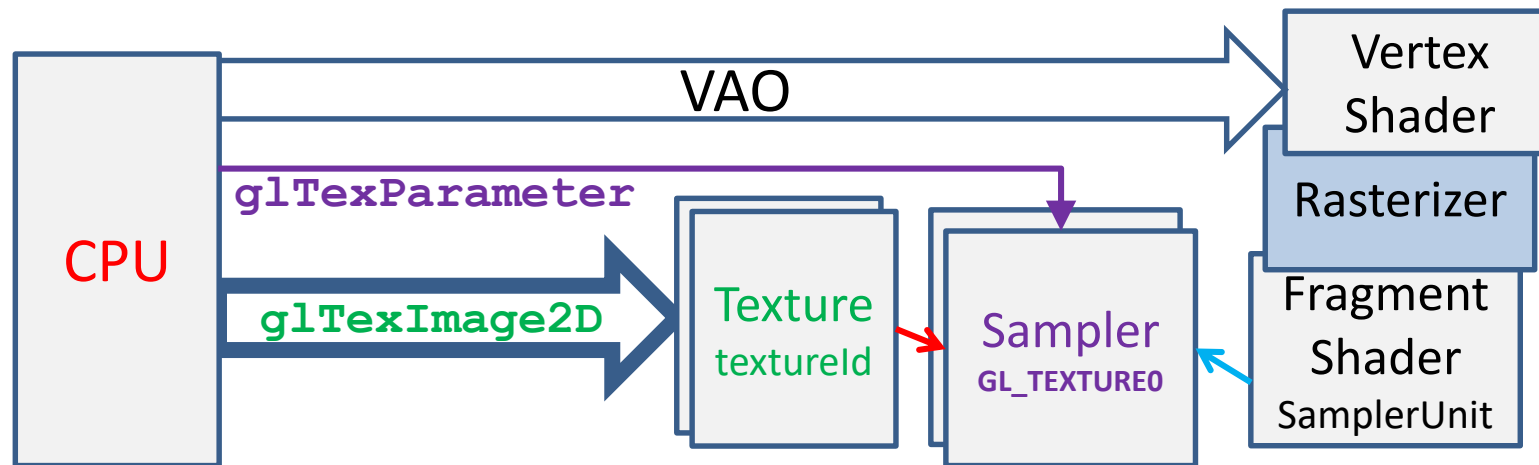 VAO
Vertex
Shader
glTexParameter
Rasterizer
CPU
glTexImage2D
Texture
textureId
Sampler
GL_TEXTURE0
Fragment
Shader
SamplerUnit